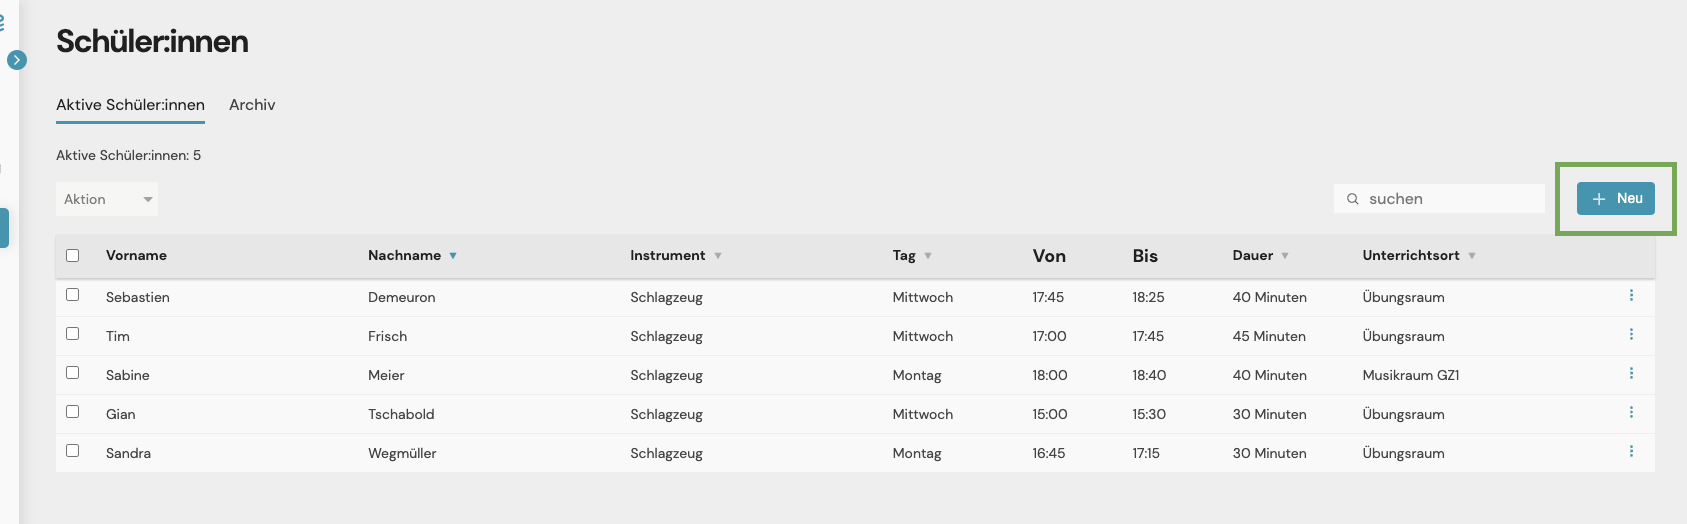 Schüler:innen
Aktive Schüler:innen Archiv
Aktive Schüler:innen: 5
Aktion suchen + Neu
Vorname Nachname Instrument Tag Von Bis Dauer Unterrichtsort
Sebastien Demeuron Schlagzeug Mittwoch 17:45 18:25 40 Minuten Übungsraum
Tim Frisch Schlagzeug Mittwoch 17:00 17:45 45 Minuten Übungsraum
Sabine Meier Schlagzeug Montag 18:00 18:40 40 Minuten Musikraum GZ1
Gian Tschabold Schlagzeug Mittwoch 15:00 15:30 30 Minuten Übungsraum
Sandra Wegmüller Schlagzeug Montag 16:45 17:15 30 Minuten Übungsraum